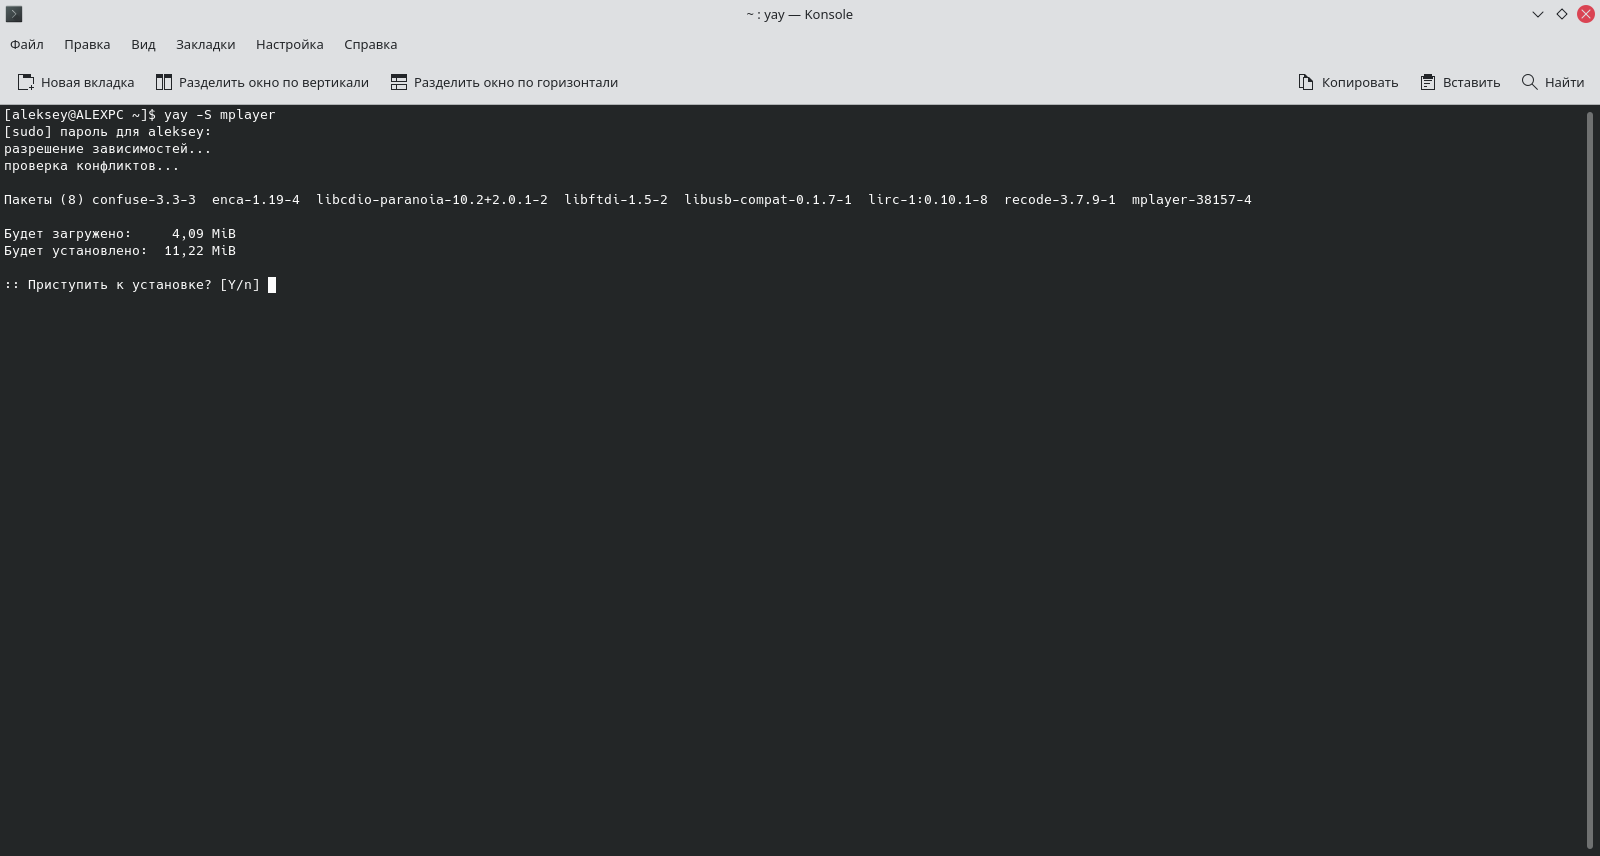 ~ : yay — Konsole
Файл Правка Вид Закладки Настройка Справка
Новая вкладка Разделить окно по вертикали Разделить окно по горизонтали Копировать Вставить Найти
[aleksey@ALEXPC ~]$ yay -S mplayer
[sudo] пароль для aleksey:
разрешение зависимостей...
проверка конфликтов...
Пакеты (8) confuse-3.3-3  enca-1.19-4  libcdio-paranoia-10.2+2.0.1-2  libftdi-1.5-2  libusb-compat-0.1.7-1  lirc-1:0.10.1-8  recode-3.7.9-1  mplayer-38157-4
Будет загружено:     4,09 MiB
Будет установлено:  11,22 MiB
:: Приступить к установке? [Y/n]